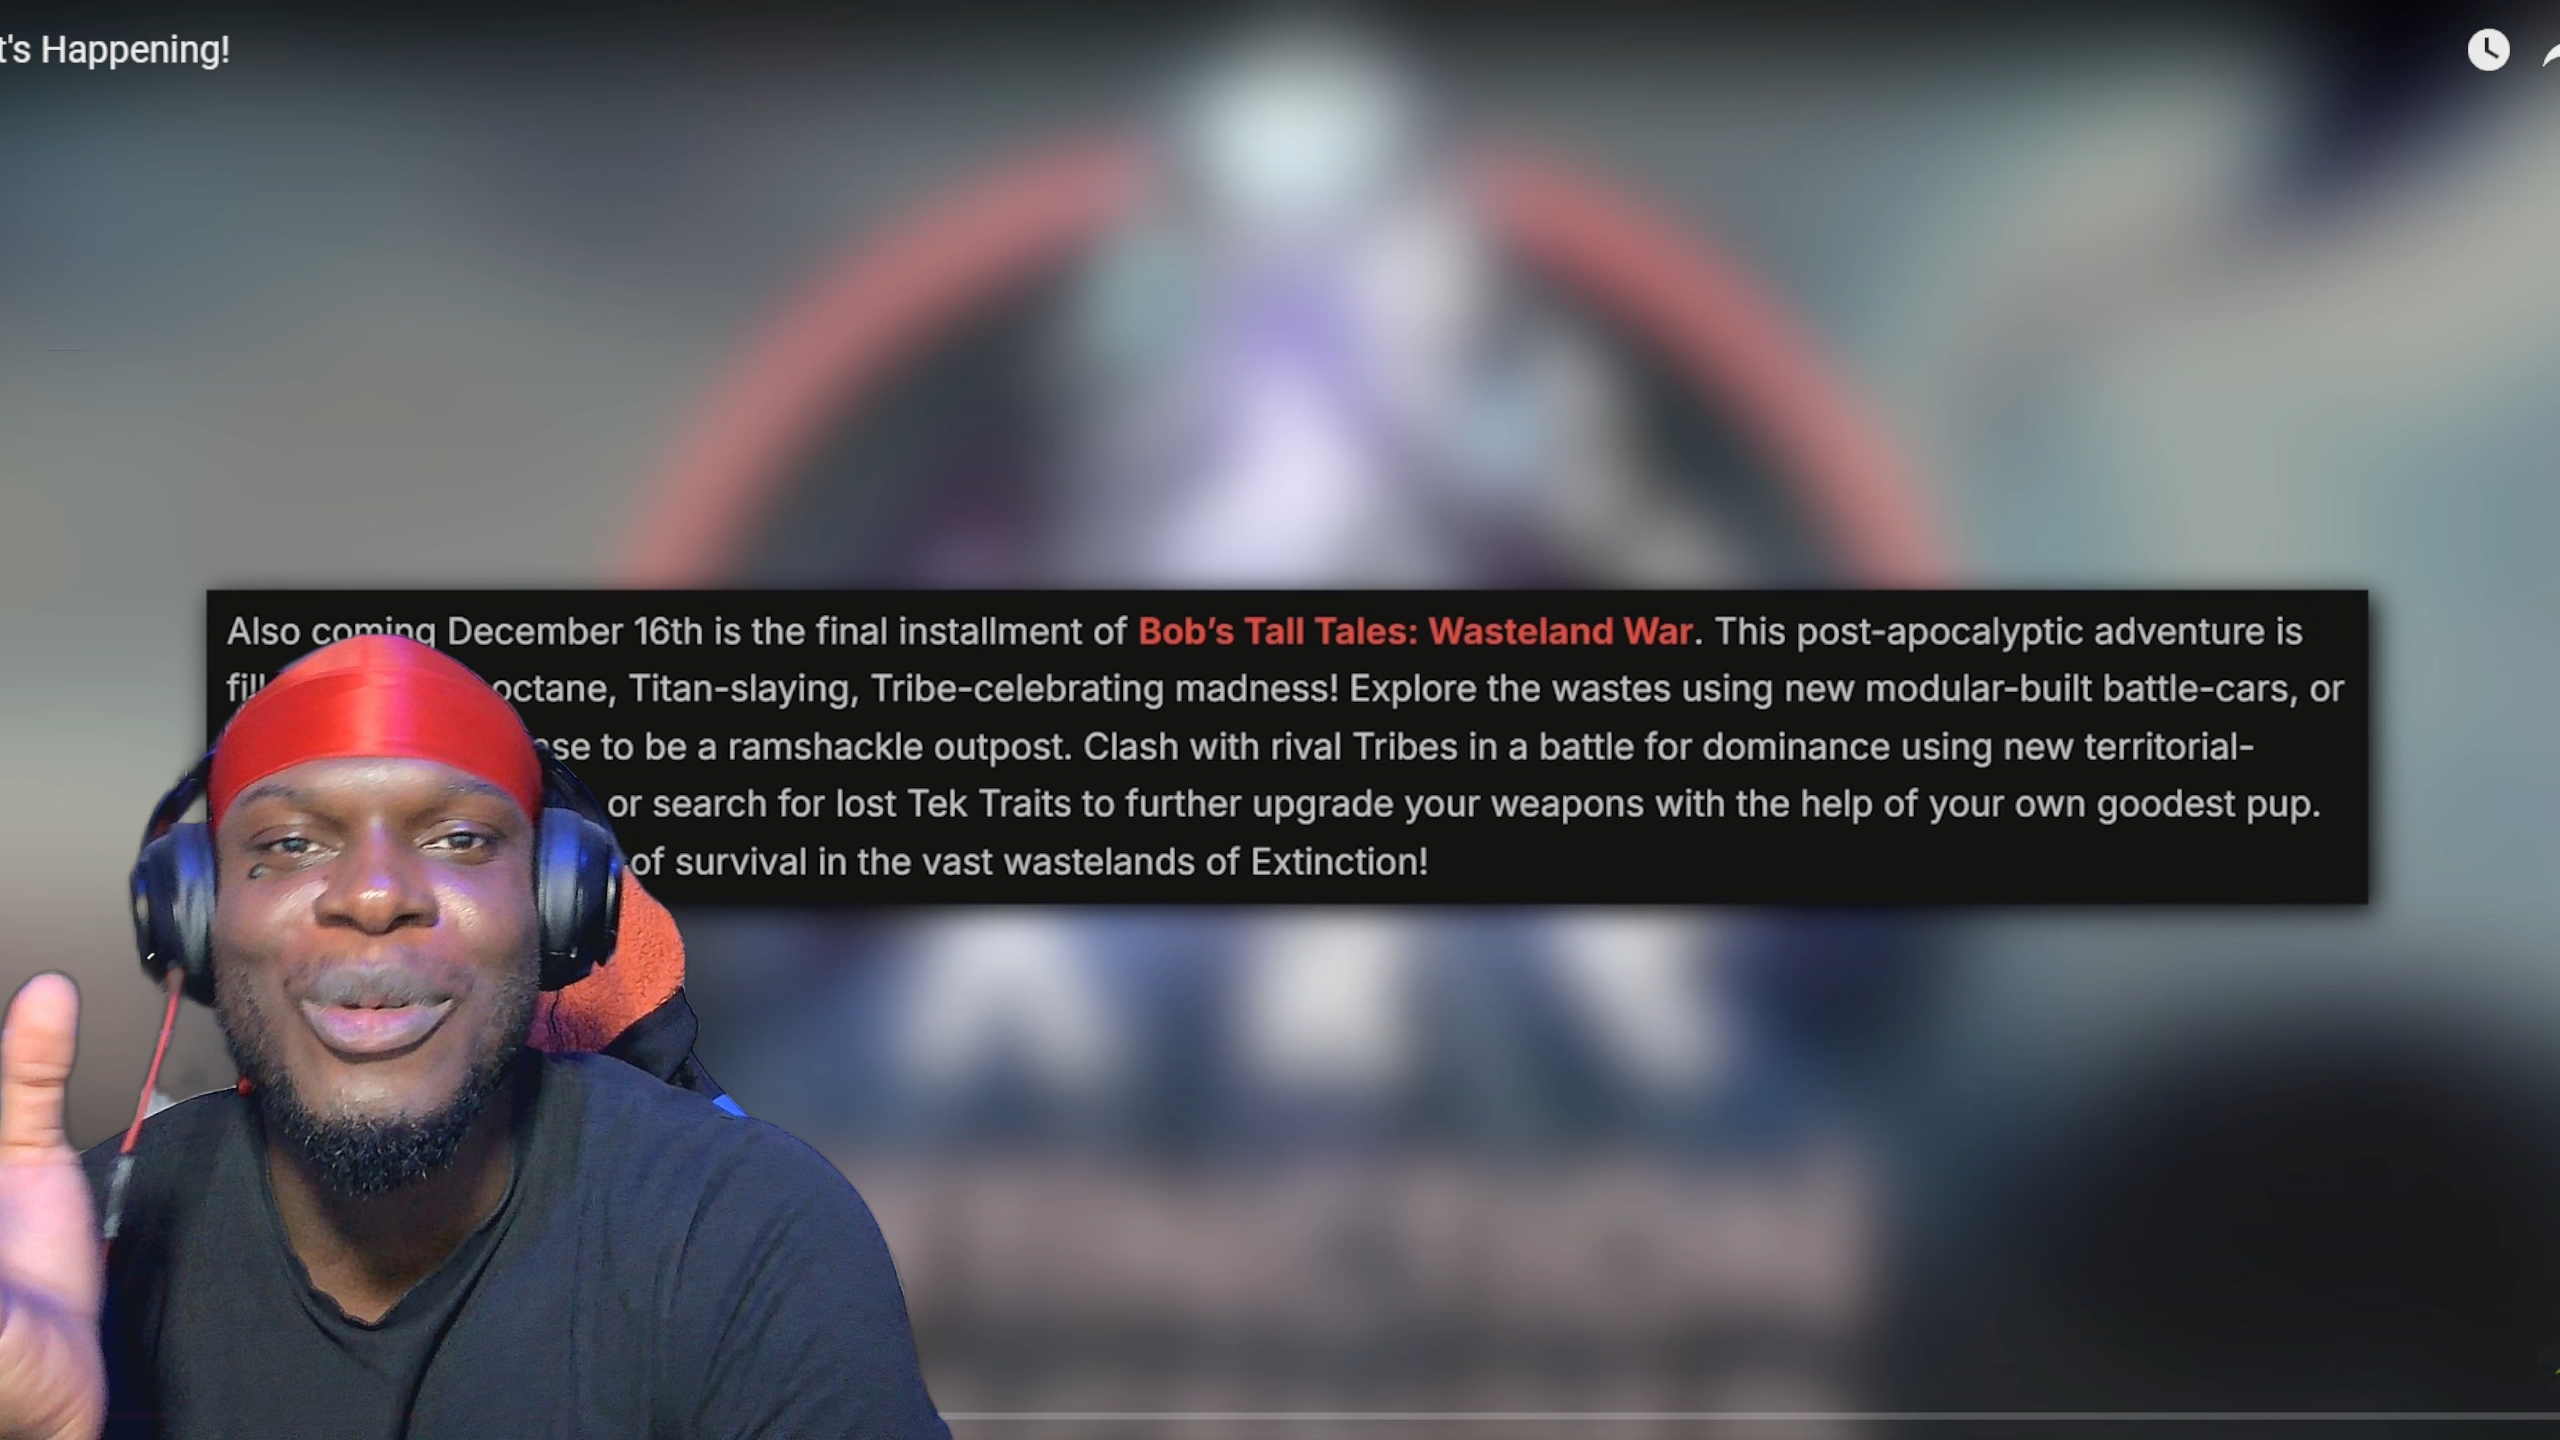 t's Happening!
Also coming December 16th is the final installment of Bob’s Tall Tales: Wasteland War. This post-apocalyptic adventure is
octane, Titan-slaying, Tribe-celebrating madness! Explore the wastes using new modular-built battle-cars, or
to be a ramshackle outpost. Clash with rival Tribes in a battle for dominance using new territorial-
or search for lost Tek Traits to further upgrade your weapons with the help of your own goodest pup.
of survival in the vast wastelands of Extinction!